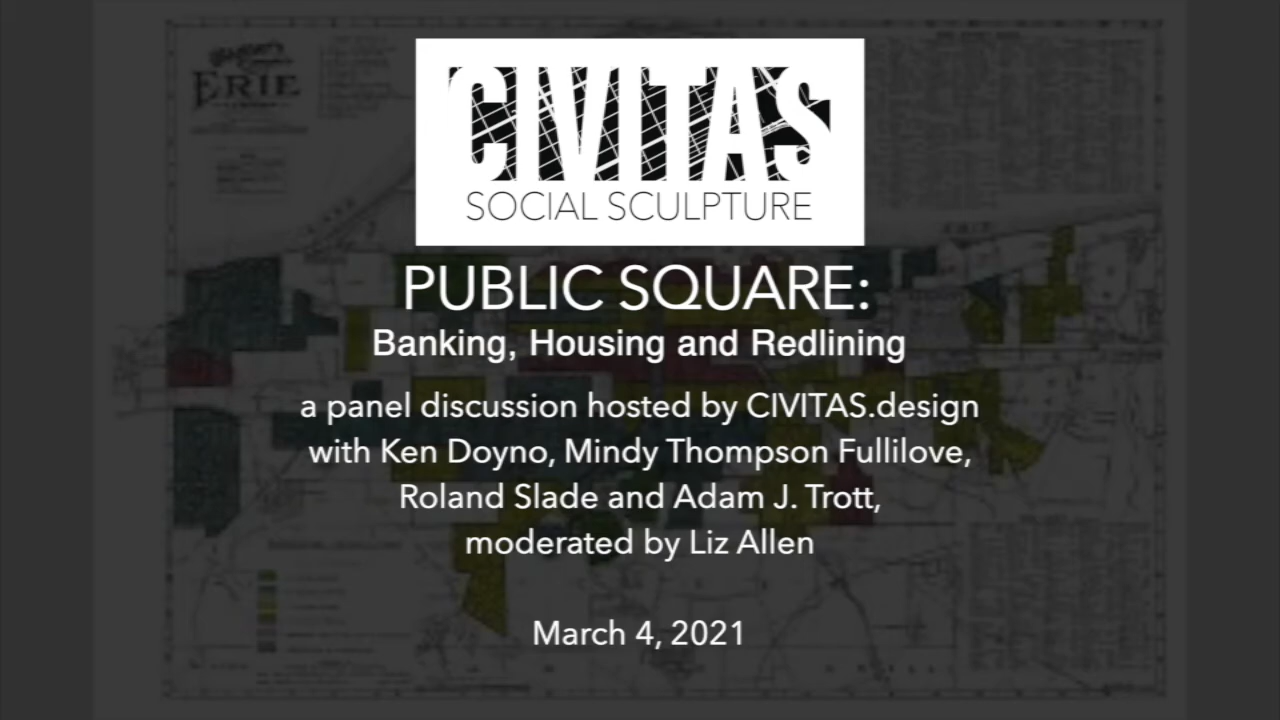 ERIE
CIVITAS
SOCIAL SCULPTURE
PUBLIC SQUARE:
Banking, Housing and Redlining
a panel discussion hosted by CIVITAS.design
with Ken Doyno, Mindy Thompson Fullilove,
Roland Slade and Adam J. Trott,
moderated by Liz Allen
March 4, 2021